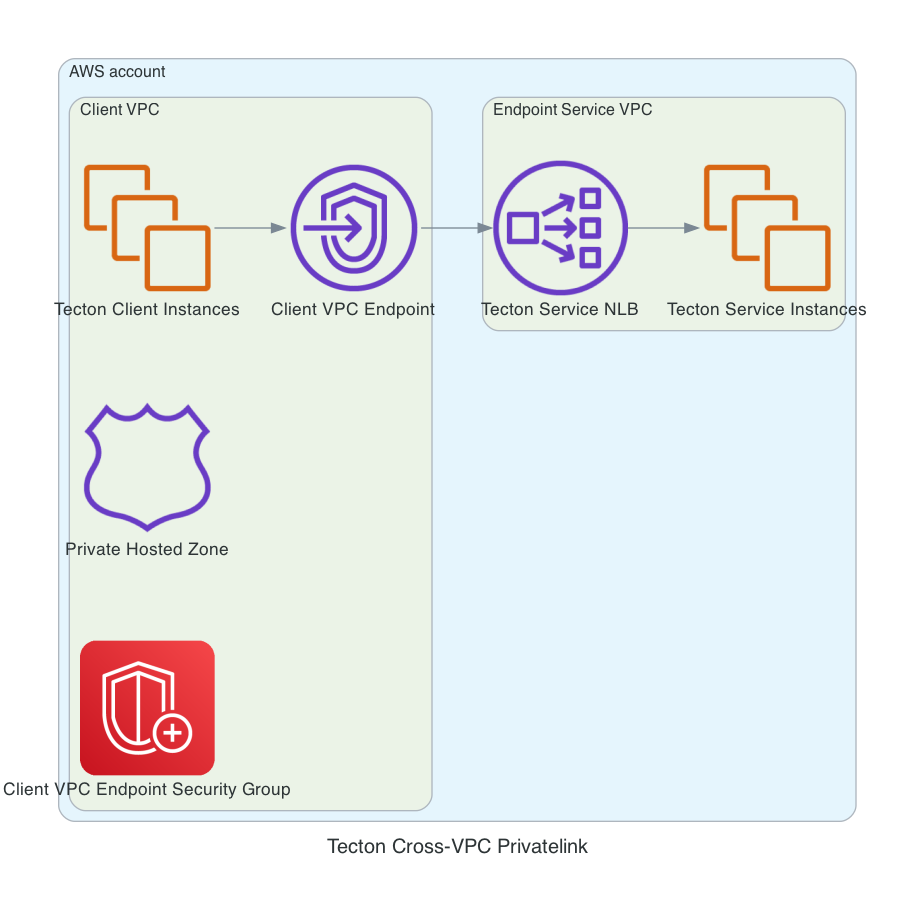 AWS account
Client VPC
Endpoint Service VPC
Tecton Client Instances
Client VPC Endpoint
Tecton Service NLB
Tecton Service Instances
Private Hosted Zone
Client VPC Endpoint Security Group
Tecton Cross-VPC Privatelink